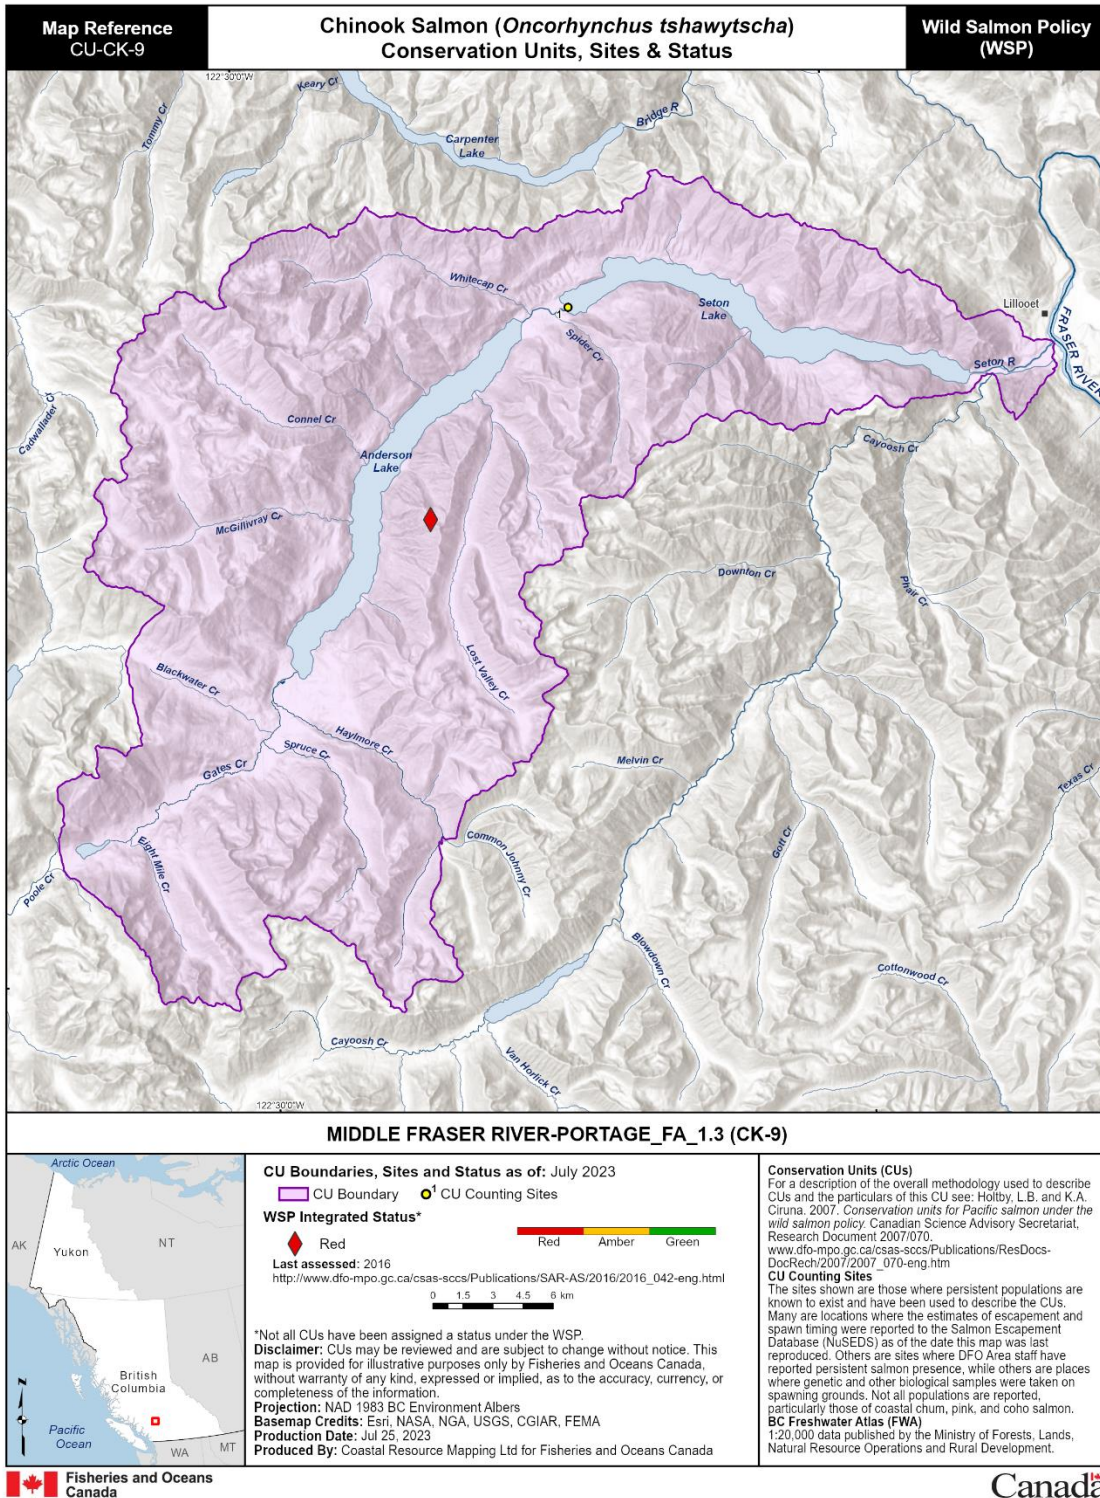 Map Reference
CU-CK-9
Chinook Salmon (Oncorhynchus tshawytscha)
Conservation Units, Sites & Status
Wild Salmon Policy
(WSP)
122°30'0"W
Keary Cr
Tommy Cr
Carpenter
Lake
Bridge R
Whitecap Cr
Seton
Lake
Lillooet
FRASER RIVER
1
Spider Cr
Seton R
Cadwallader Cr
Connel Cr
Cayoosh Cr
Anderson
Lake
McGillivray Cr
Downton Cr
Phair Cr
Blackwater Cr
Lost Valley Cr
Haylmore Cr
Spruce Cr
Gates Cr
Melvin Cr
Texas Cr
Eight Mile Cr
Common Johnny Cr
Gott Cr
Poole Cr
Blowdown Cr
Cottonwood Cr
Cayoosh Cr
Van Horlick Cr
122°30'0"W
MIDDLE FRASER RIVER-PORTAGE_FA_1.3 (CK-9)
Arctic Ocean
AK
Yukon
NT
British
Columbia
AB
N
Pacific
Ocean
WA
MT
CU Boundaries, Sites and Status as of: July 2023
CU Boundary
1 CU Counting Sites
WSP Integrated Status*
Red
Red Amber Green
Last assessed: 2016
http://www.dfo-mpo.gc.ca/csas-sccs/Publications/SAR-AS/2016/2016_042-eng.html
0 1.5 3 4.5 6 km
*Not all CUs have been assigned a status under the WSP.
Disclaimer: CUs may be reviewed and are subject to change without notice. This
map is provided for illustrative purposes only by Fisheries and Oceans Canada,
without warranty of any kind, expressed or implied, as to the accuracy, currency, or
completeness of the information.
Projection: NAD 1983 BC Environment Albers
Basemap Credits: Esri, NASA, NGA, USGS, CGIAR, FEMA
Production Date: Jul 25, 2023
Produced By: Coastal Resource Mapping Ltd for Fisheries and Oceans Canada
Conservation Units (CUs)
For a description of the overall methodology used to describe
CUs and the particulars of this CU see: Holtby, L.B. and K.A.
Ciruna. 2007. Conservation units for Pacific salmon under the
wild salmon policy. Canadian Science Advisory Secretariat,
Research Document 2007/070.
www.dfo-mpo.gc.ca/csas-sccs/Publications/ResDocs-
DocRech/2007/2007_070-eng.htm
CU Counting Sites
The sites shown are those where persistent populations are
known to exist and have been used to describe the CUs.
Many are locations where the estimates of escapement and
spawn timing were reported to the Salmon Escapement
Database (NuSEDS) as of the date this map was last
reproduced. Others are sites where DFO Area staff have
reported persistent salmon presence, while others are places
where genetic and other biological samples were taken on
spawning grounds. Not all populations are reported,
particularly those of coastal chum, pink, and coho salmon.
BC Freshwater Atlas (FWA)
1:20,000 data published by the Ministry of Forests, Lands,
Natural Resource Operations and Rural Development.
Fisheries and Oceans
Canada
Canada